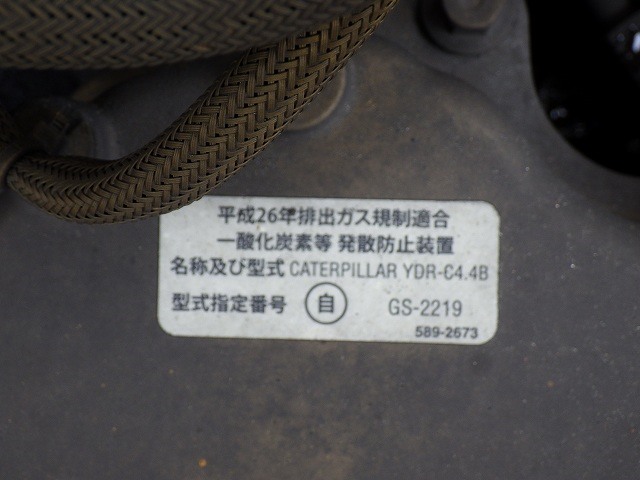 平成26年排出ガス規制適合
一酸化炭素等 発散防止装置
名称及び型式 CATERPILLAR YDR-C4.4B
型式指定番号 自 GS-2219
589-2673